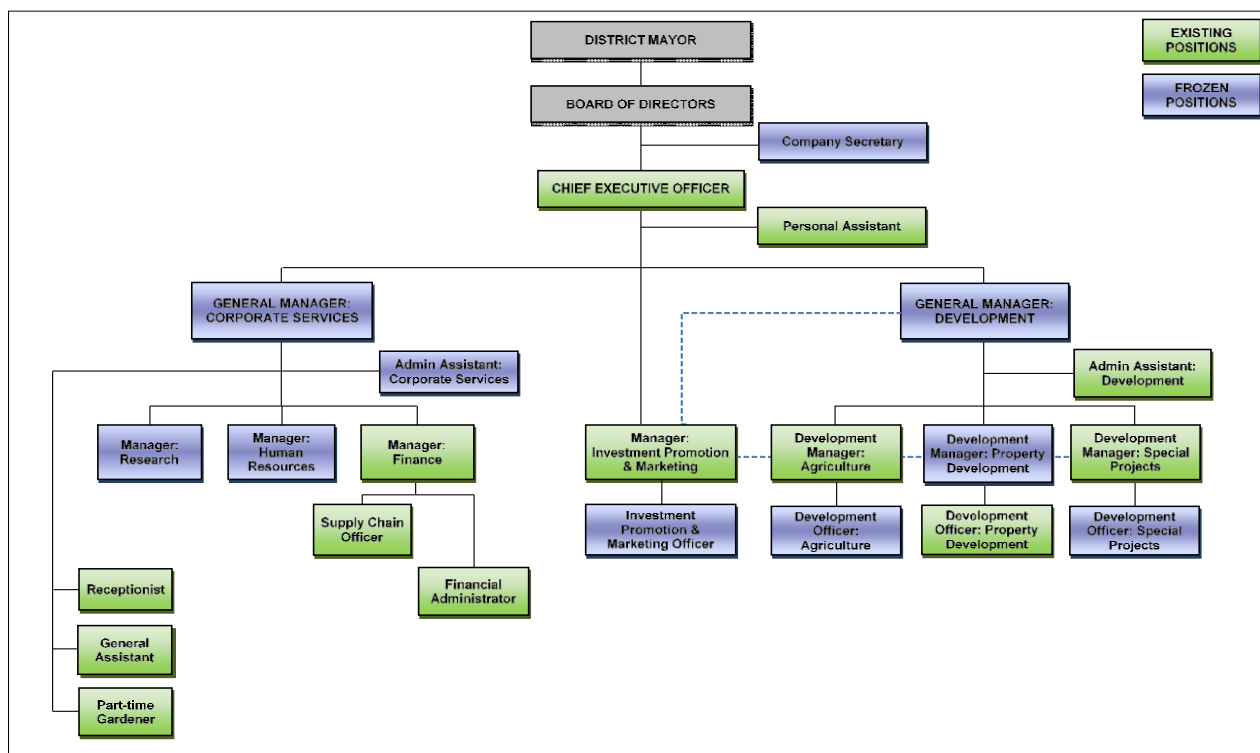 DISTRICT MAYOR
BOARD OF DIRECTORS
Company Secretary
CHIEF EXECUTIVE OFFICER
Personal Assistant
EXISTING
POSITIONS
FROZEN
POSITIONS
GENERAL MANAGER:
CORPORATE SERVICES
GENERAL MANAGER:
DEVELOPMENT
Admin Assistant:
Corporate Services
Admin Assistant:
Development
Manager:
Research
Manager:
Human
Resources
Manager:
Finance
Manager:
Investment Promotion
& Marketing
Development
Manager:
Agriculture
Development
Manager: Property
Development
Development
Manager: Special
Projects
Supply Chain
Officer
Financial
Administrator
Investment
Promotion &
Marketing Officer
Development
Officer:
Agriculture
Development
Officer: Property
Development
Development
Officer: Special
Projects
Receptionist
General
Assistant
Part-time
Gardener